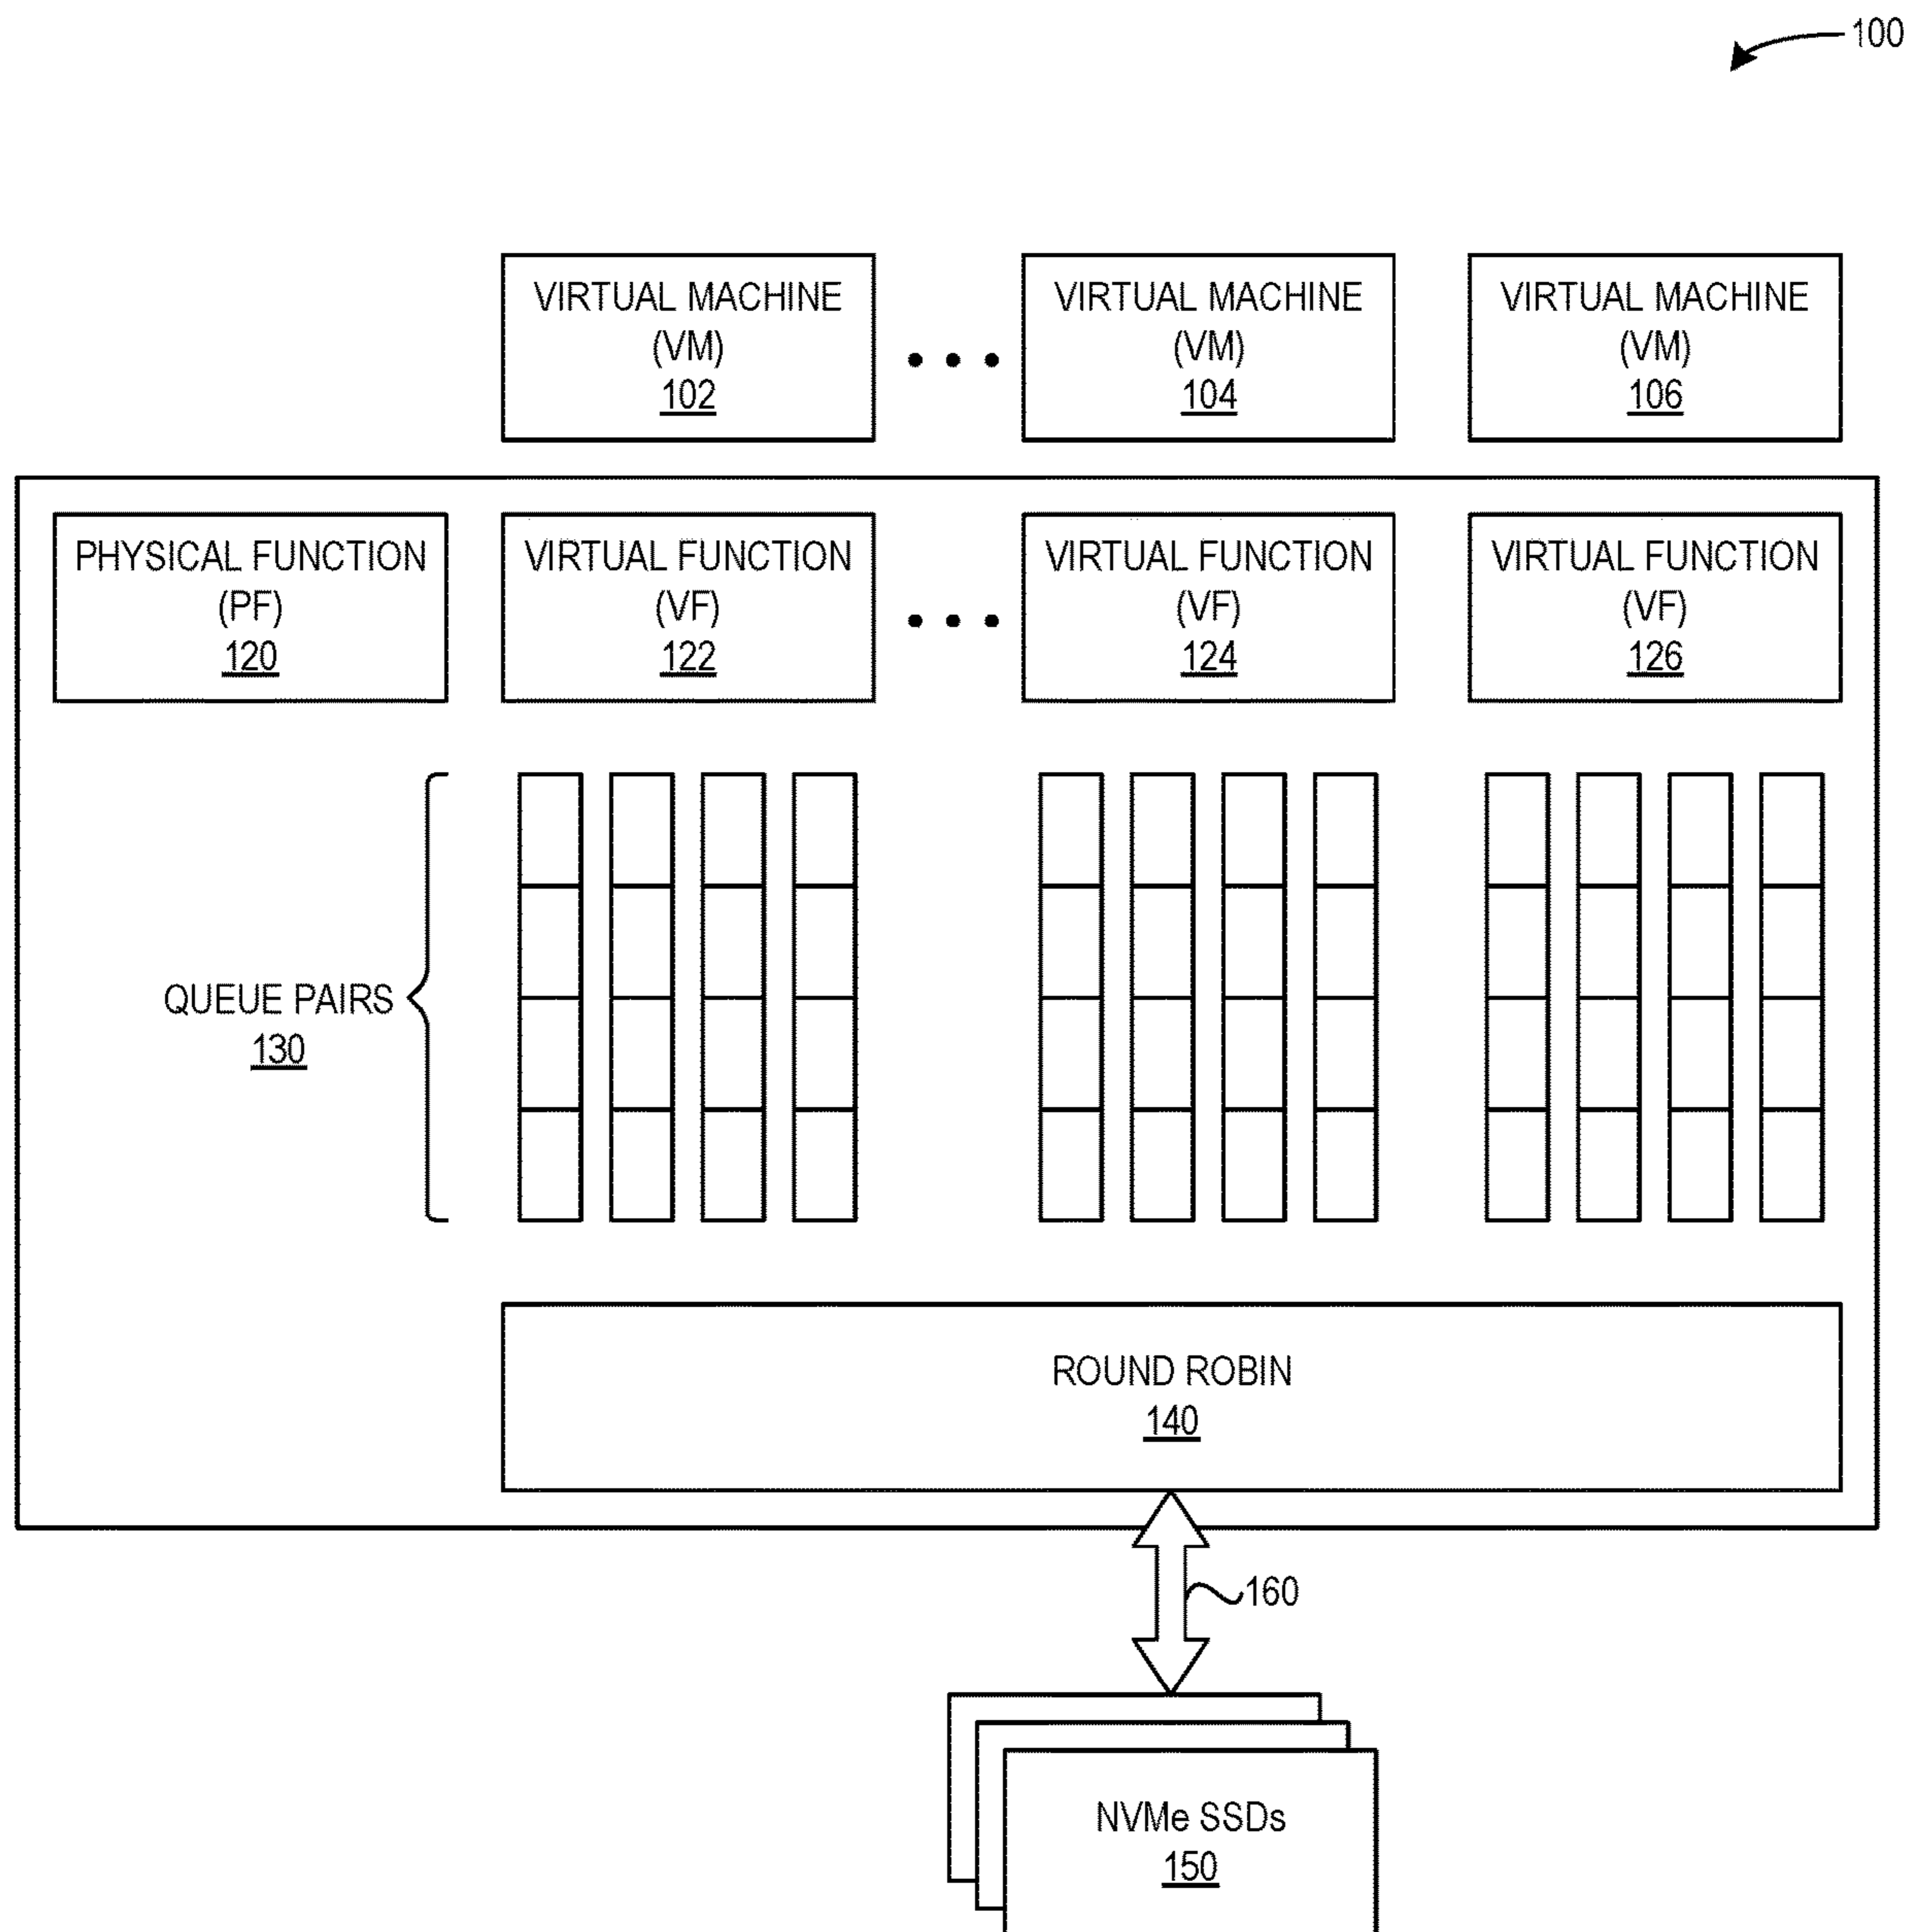 100
VIRTUAL MACHINE
(VM)
102
VIRTUAL MACHINE
(VM)
104
VIRTUAL MACHINE
(VM)
106
PHYSICAL FUNCTION
(PF)
120
VIRTUAL FUNCTION
(VF)
122
VIRTUAL FUNCTION
(VF)
124
VIRTUAL FUNCTION
(VF)
126
QUEUE PAIRS
130
ROUND ROBIN
140
160
NVMe SSDs
150